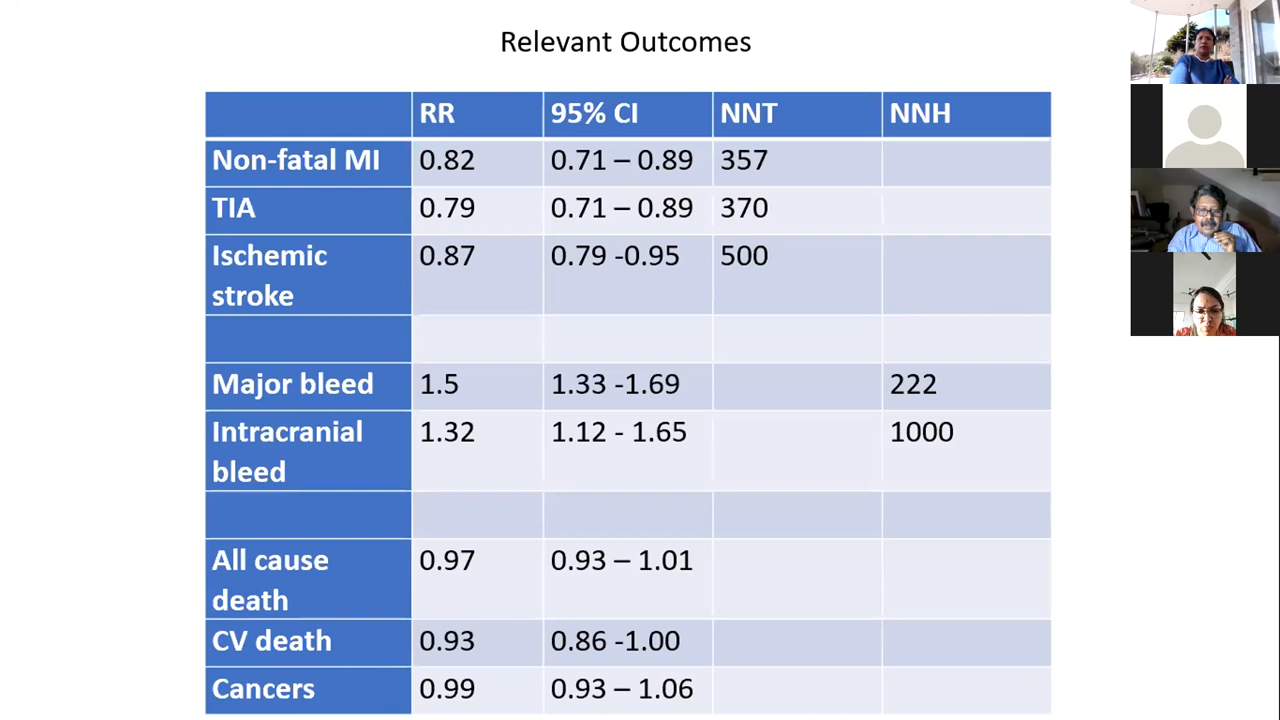 Relevant Outcomes
RR 95% CI NNT NNH
Non-fatal MI 0.82 0.71 – 0.89 357
TIA 0.79 0.71 – 0.89 370
Ischemic 0.87 0.79 -0.95 500
stroke
Major bleed 1.5 1.33 -1.69 222
Intracranial 1.32 1.12 - 1.65 1000
bleed
All cause 0.97 0.93 – 1.01
death
CV death 0.93 0.86 -1.00
Cancers 0.99 0.93 – 1.06